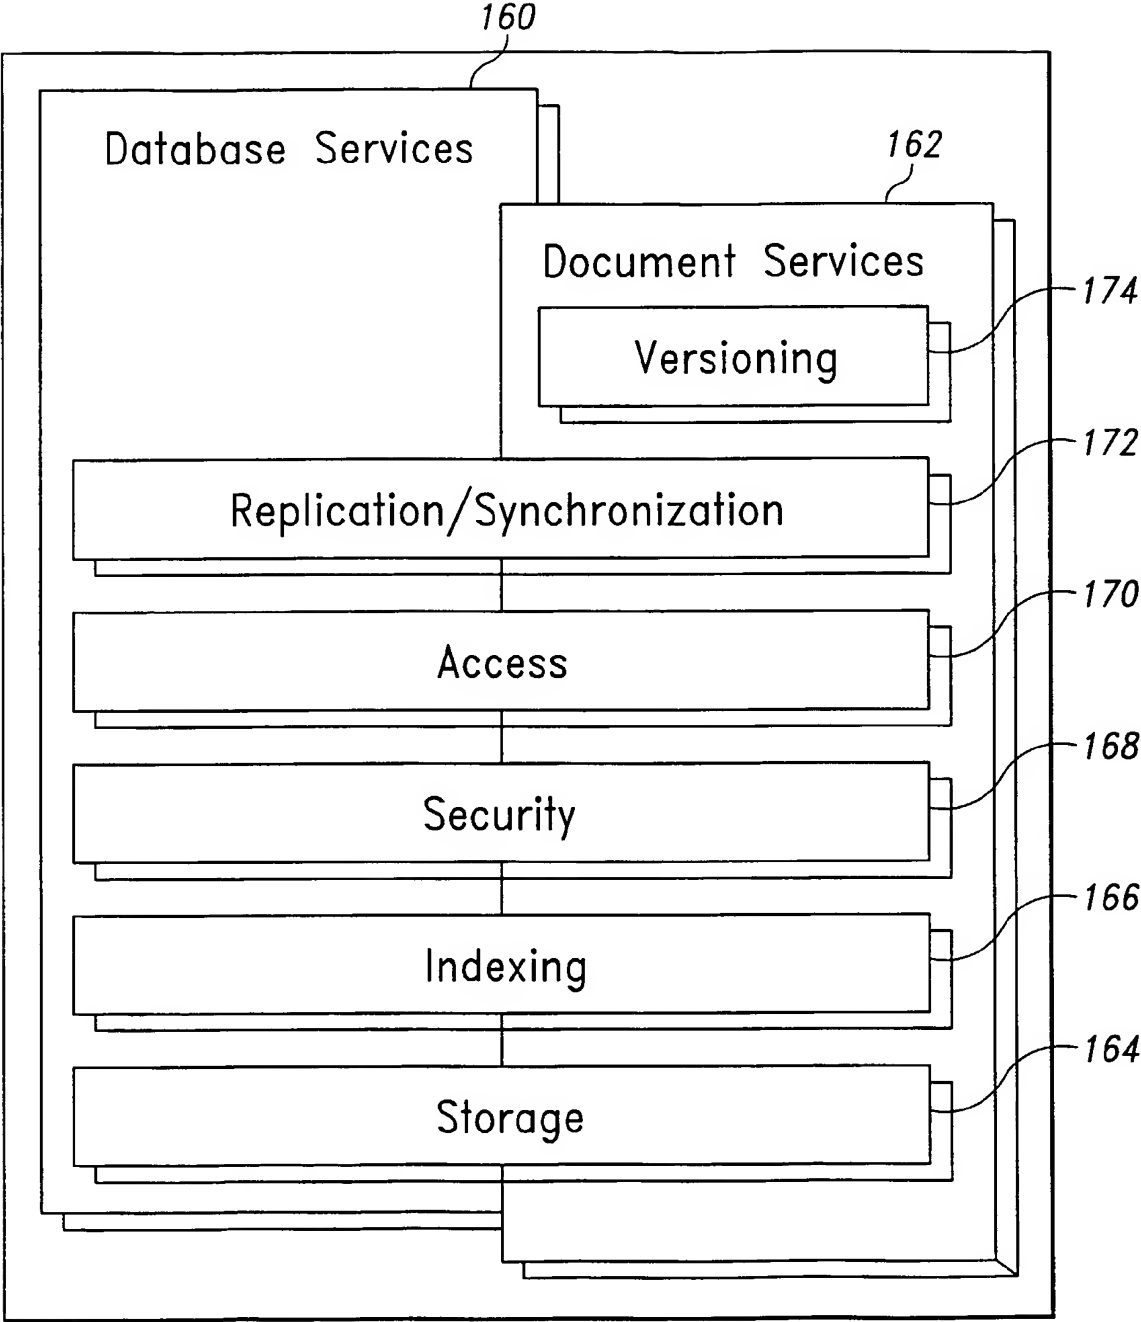 160
Database Services
162
Document Services
174
Versioning
172
Replication/Synchronization
170
Access
168
Security
166
Indexing
164
Storage